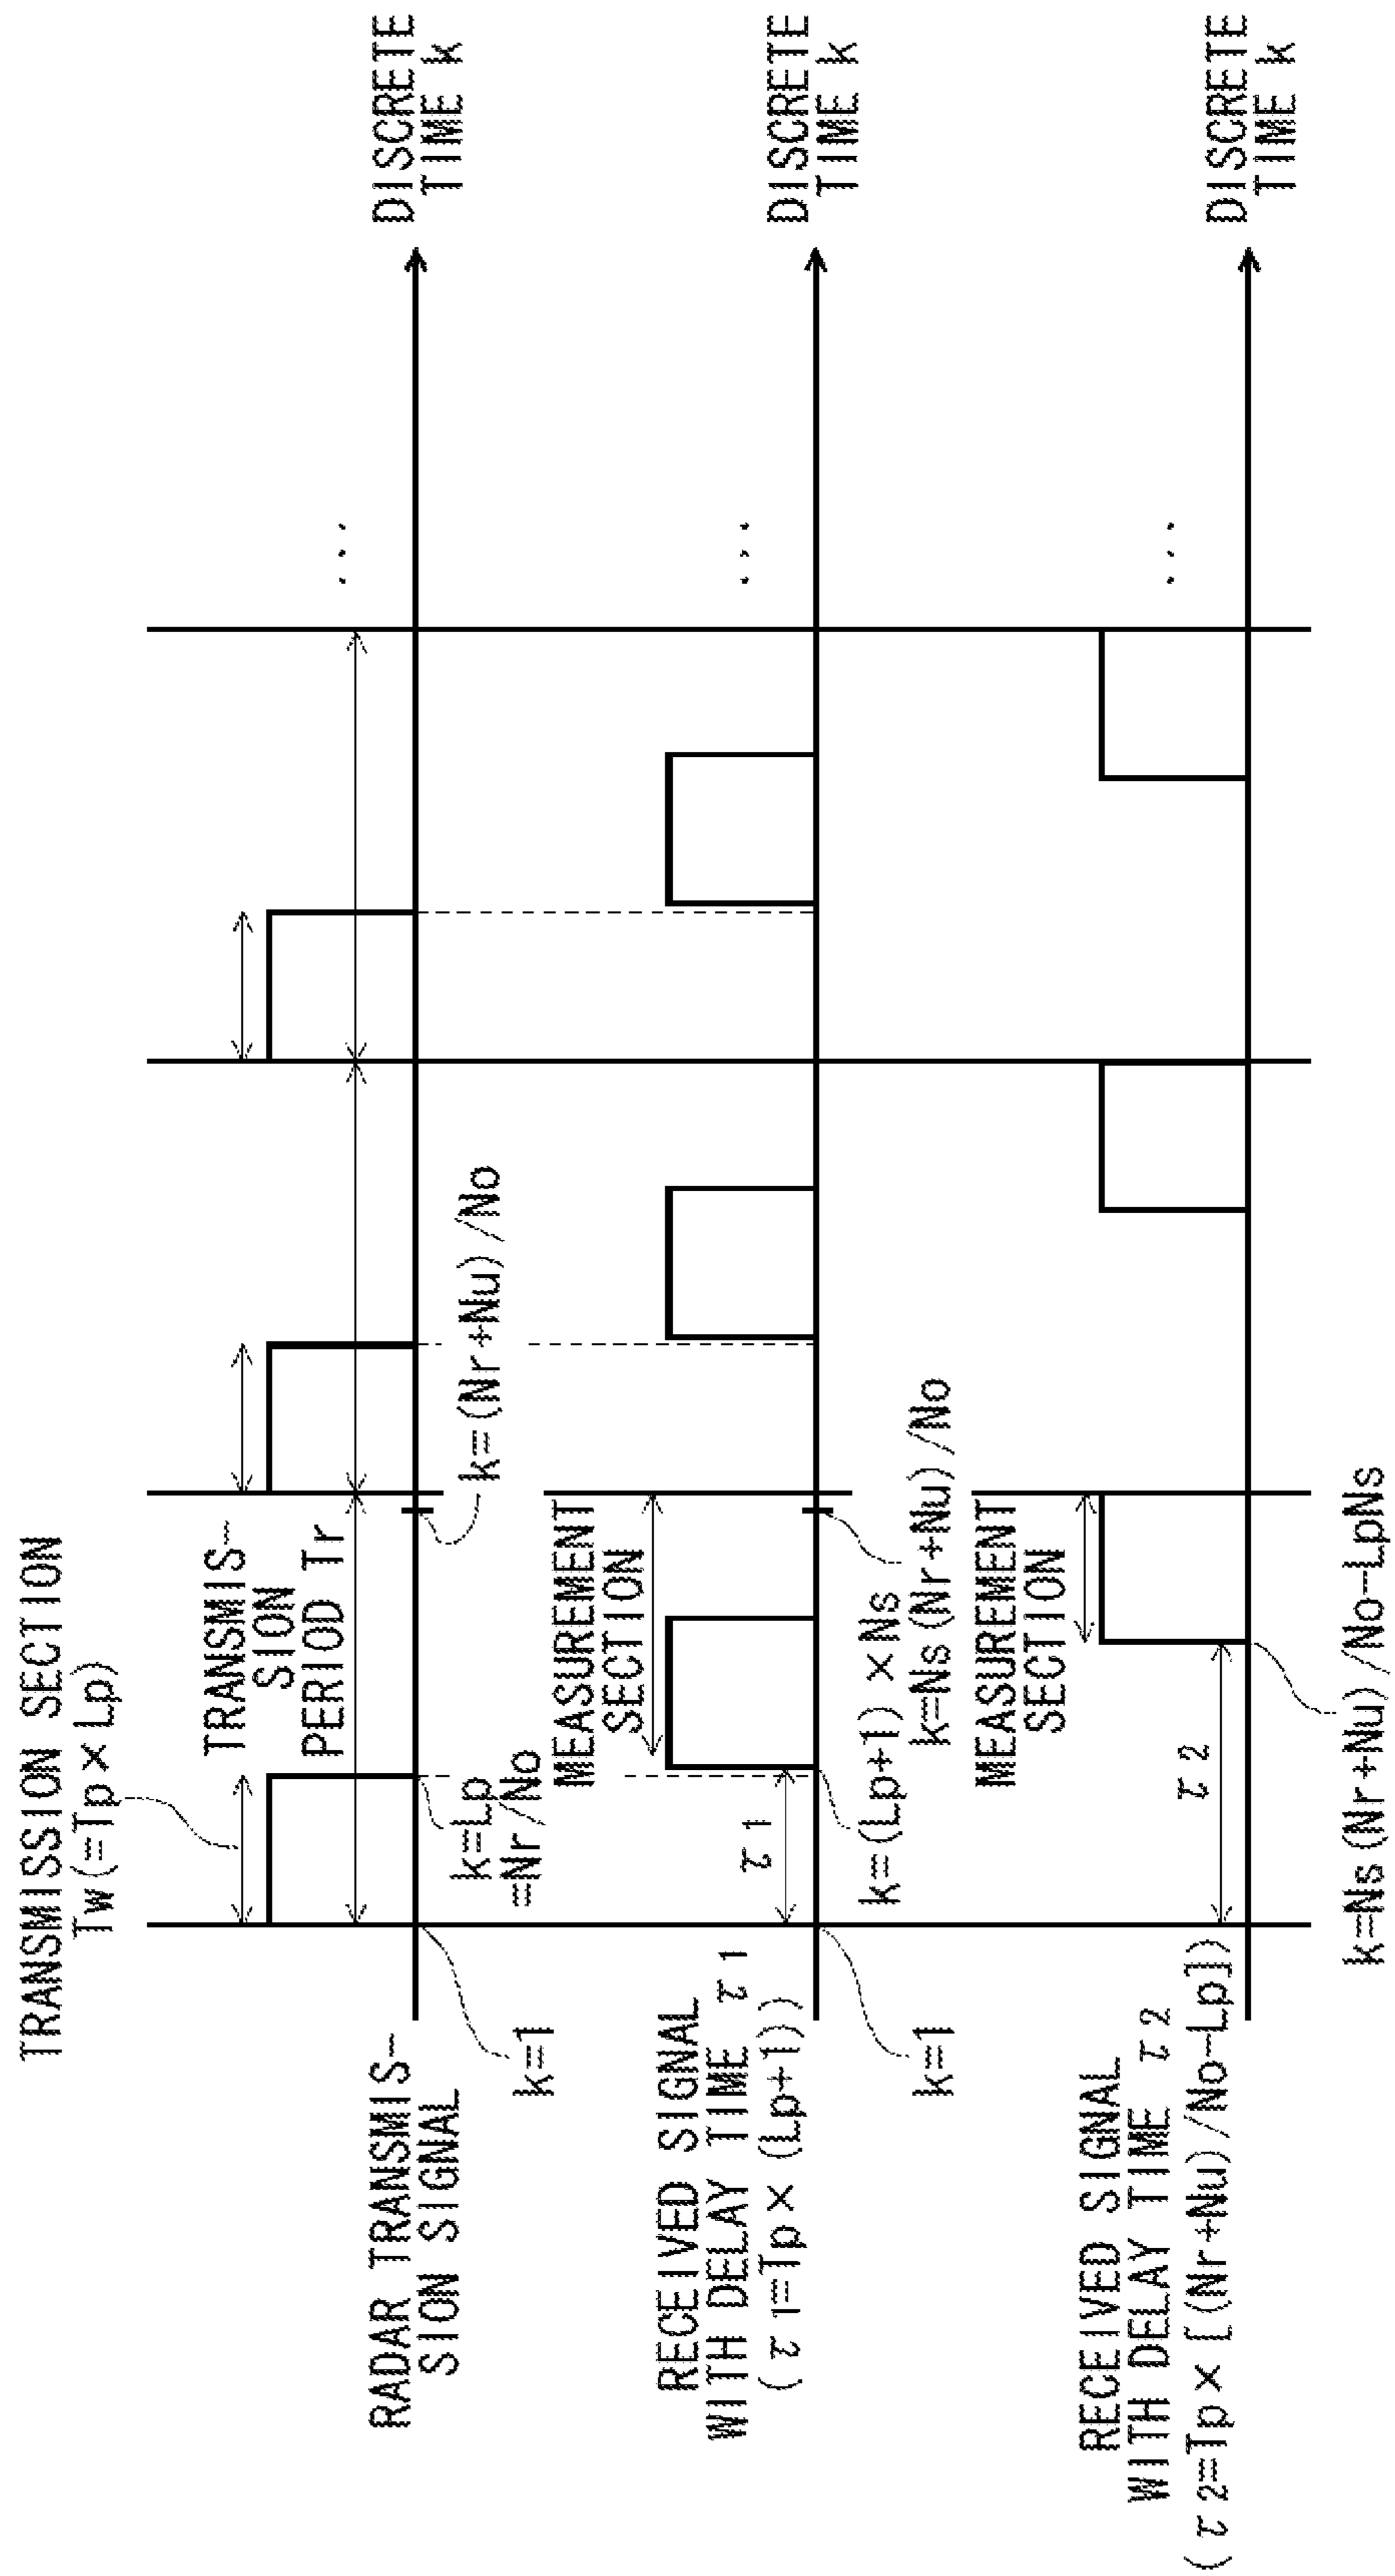 TRANSMISSION SECTION
Tw(=Tp×Lp)
TRANSMIS-
SION
PERIOD Tr
RADAR TRANSMIS-
SION SIGNAL
k=1
k=Lp
=Nr/No
k=(Nr+Nu)/No
...
DISCRETE
TIME k
MEASUREMENT
SECTION
RECEIVED SIGNAL
WITH DELAY TIME τ1
(τ1=Tp×(Lp+1))
τ1
k=1
k=(Lp+1)×Ns
k=Ns(Nr+Nu)/No
...
DISCRETE
TIME k
MEASUREMENT
SECTION
RECEIVED SIGNAL
WITH DELAY TIME τ2
(τ2=Tp×[(Nr+Nu)/No-Lp])
τ2
k=Ns(Nr+Nu)/No-LpNs
...
DISCRETE
TIME k